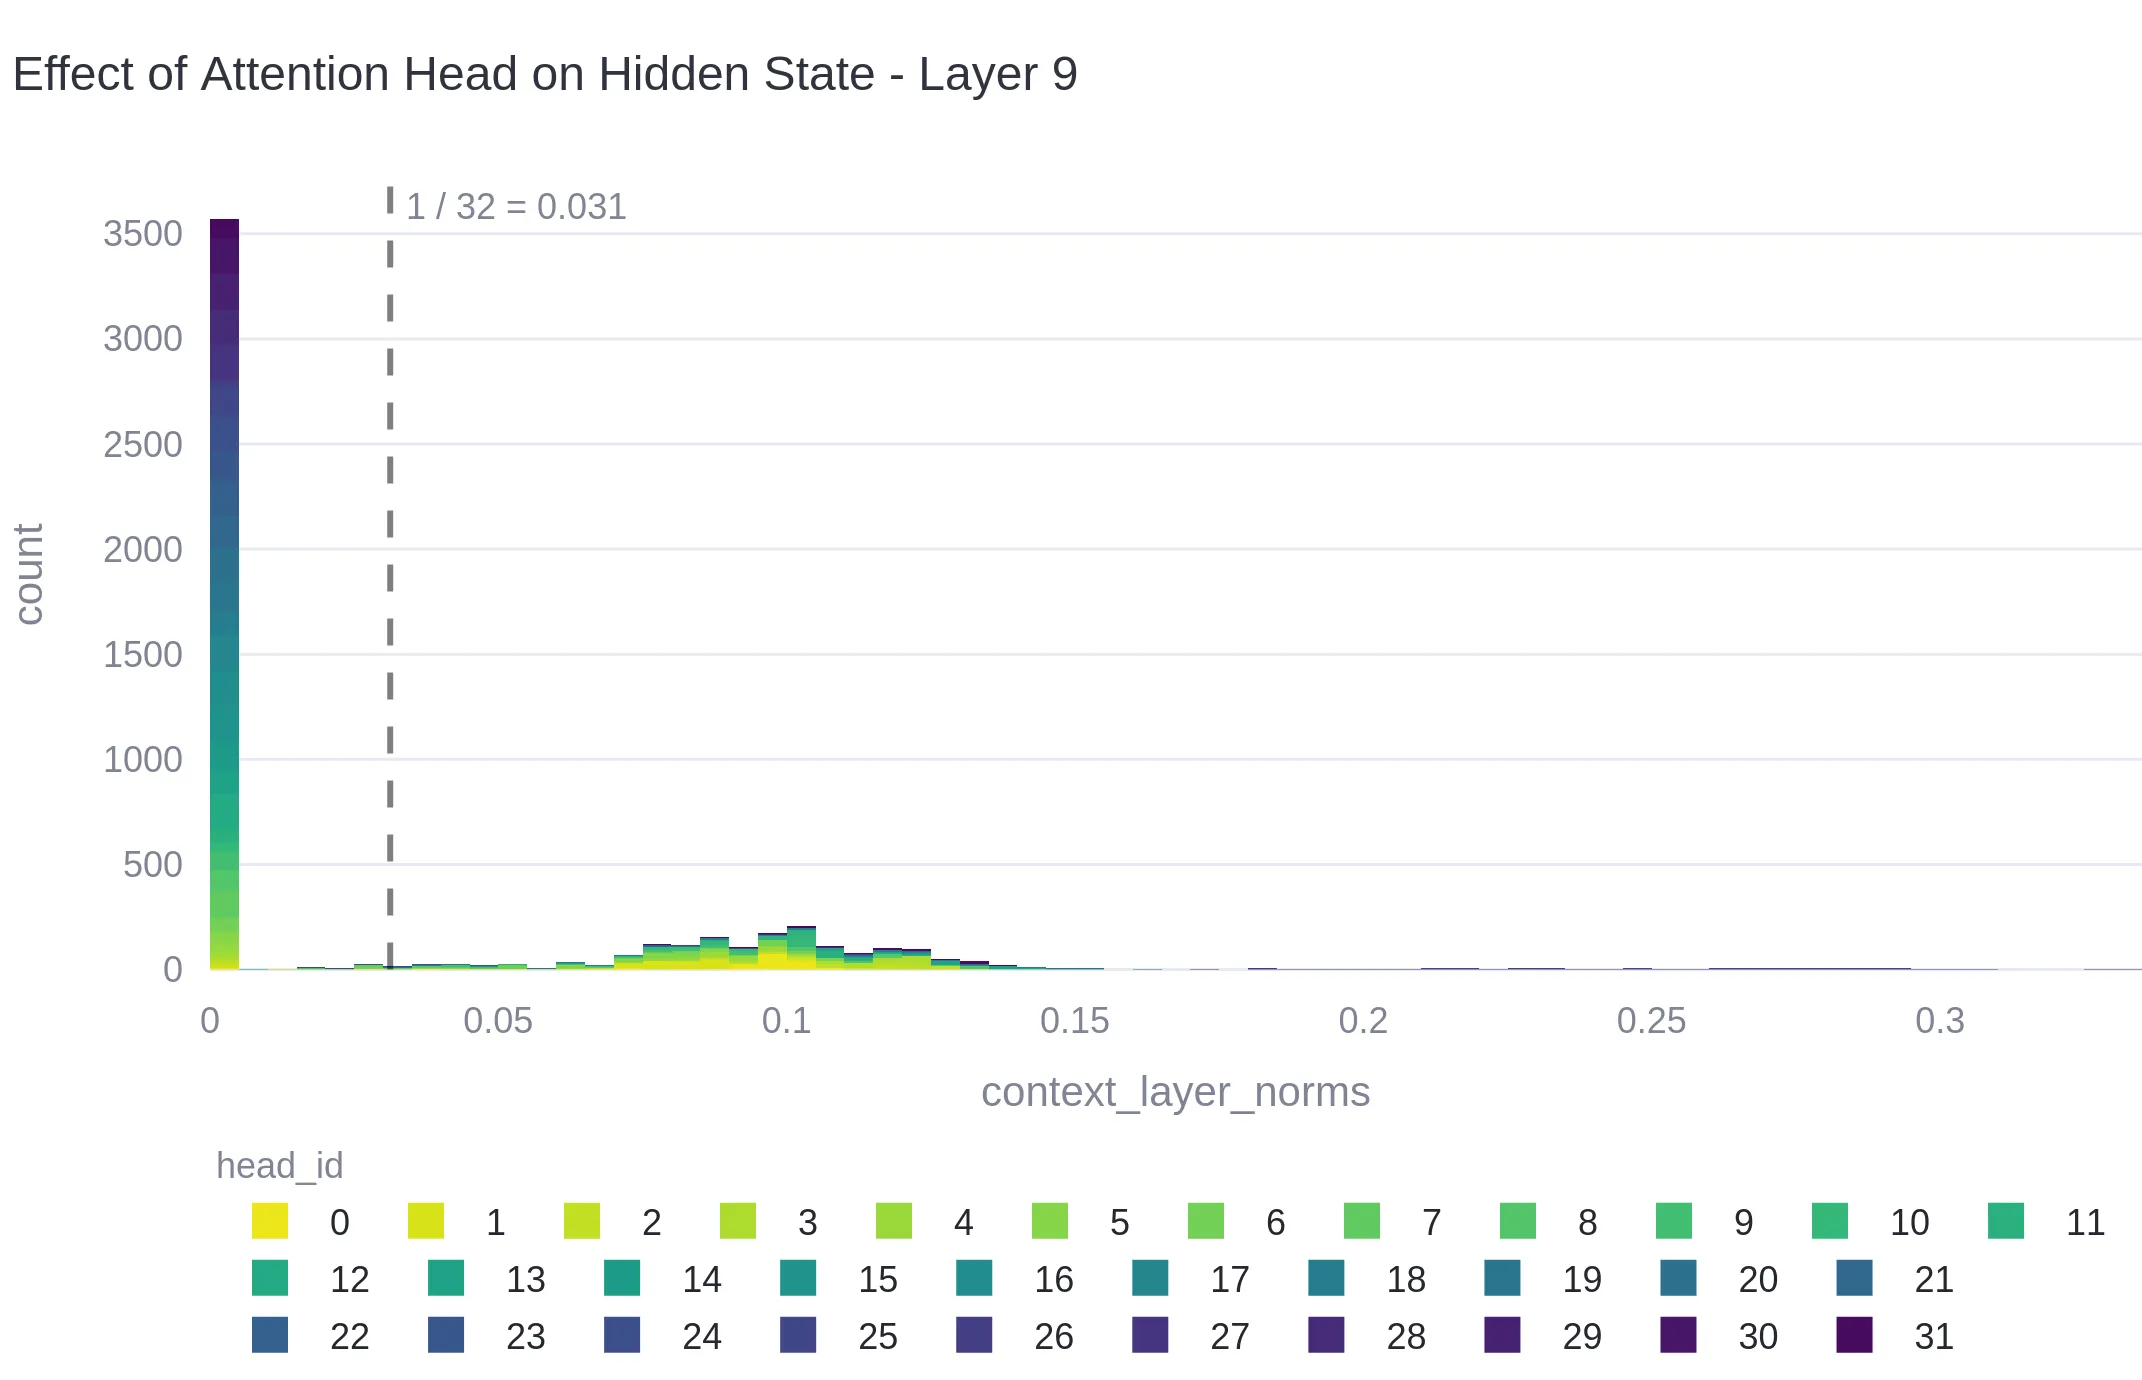 Effect of Attention Head on Hidden State - Layer 9
1 / 32 = 0.031
3500
3000
2500
2000
1500
1000
500
0
count
0 0.05 0.1 0.15 0.2 0.25 0.3
context_layer_norms
head_id
0 1 2 3 4 5 6 7 8 9 10 11
12 13 14 15 16 17 18 19 20 21
22 23 24 25 26 27 28 29 30 31